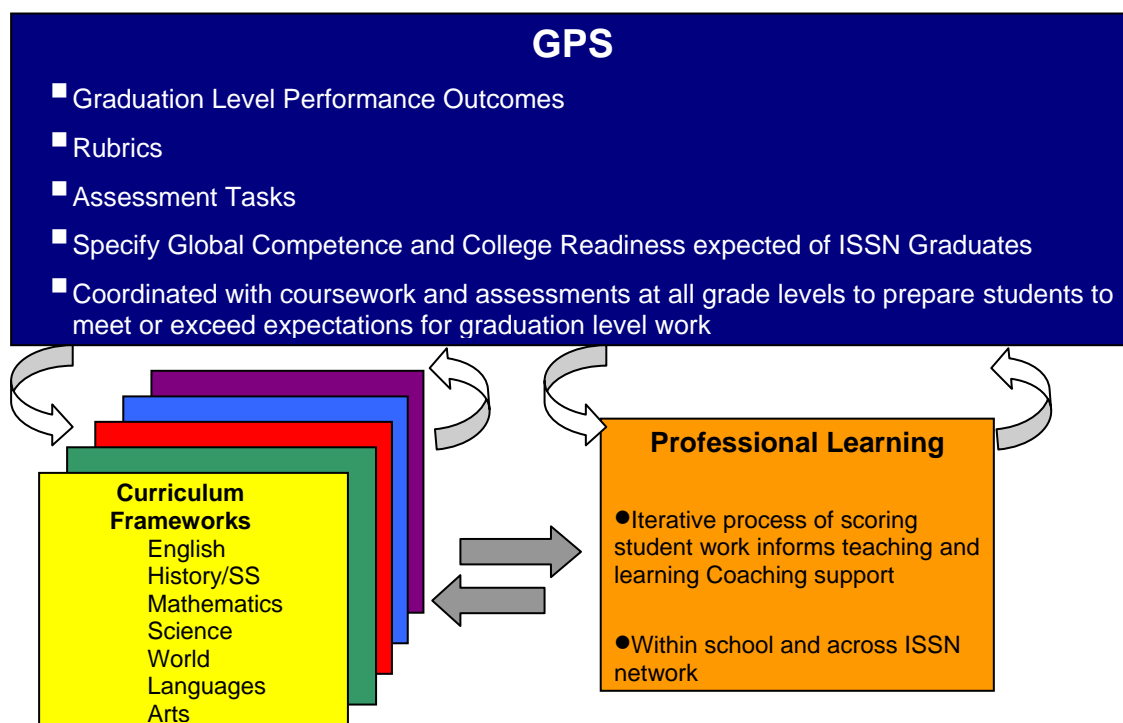 GPS
▪ Graduation Level Performance Outcomes
▪ Rubrics
▪ Assessment Tasks
▪ Specify Global Competence and College Readiness expected of ISSN Graduates
▪ Coordinated with coursework and assessments at all grade levels to prepare students to
meet or exceed expectations for graduation level work
Curriculum
Frameworks
English
History/SS
Mathematics
Science
World
Languages
Arts
Professional Learning
●Iterative process of scoring
student work informs teaching and
learning Coaching support
●Within school and across ISSN
network